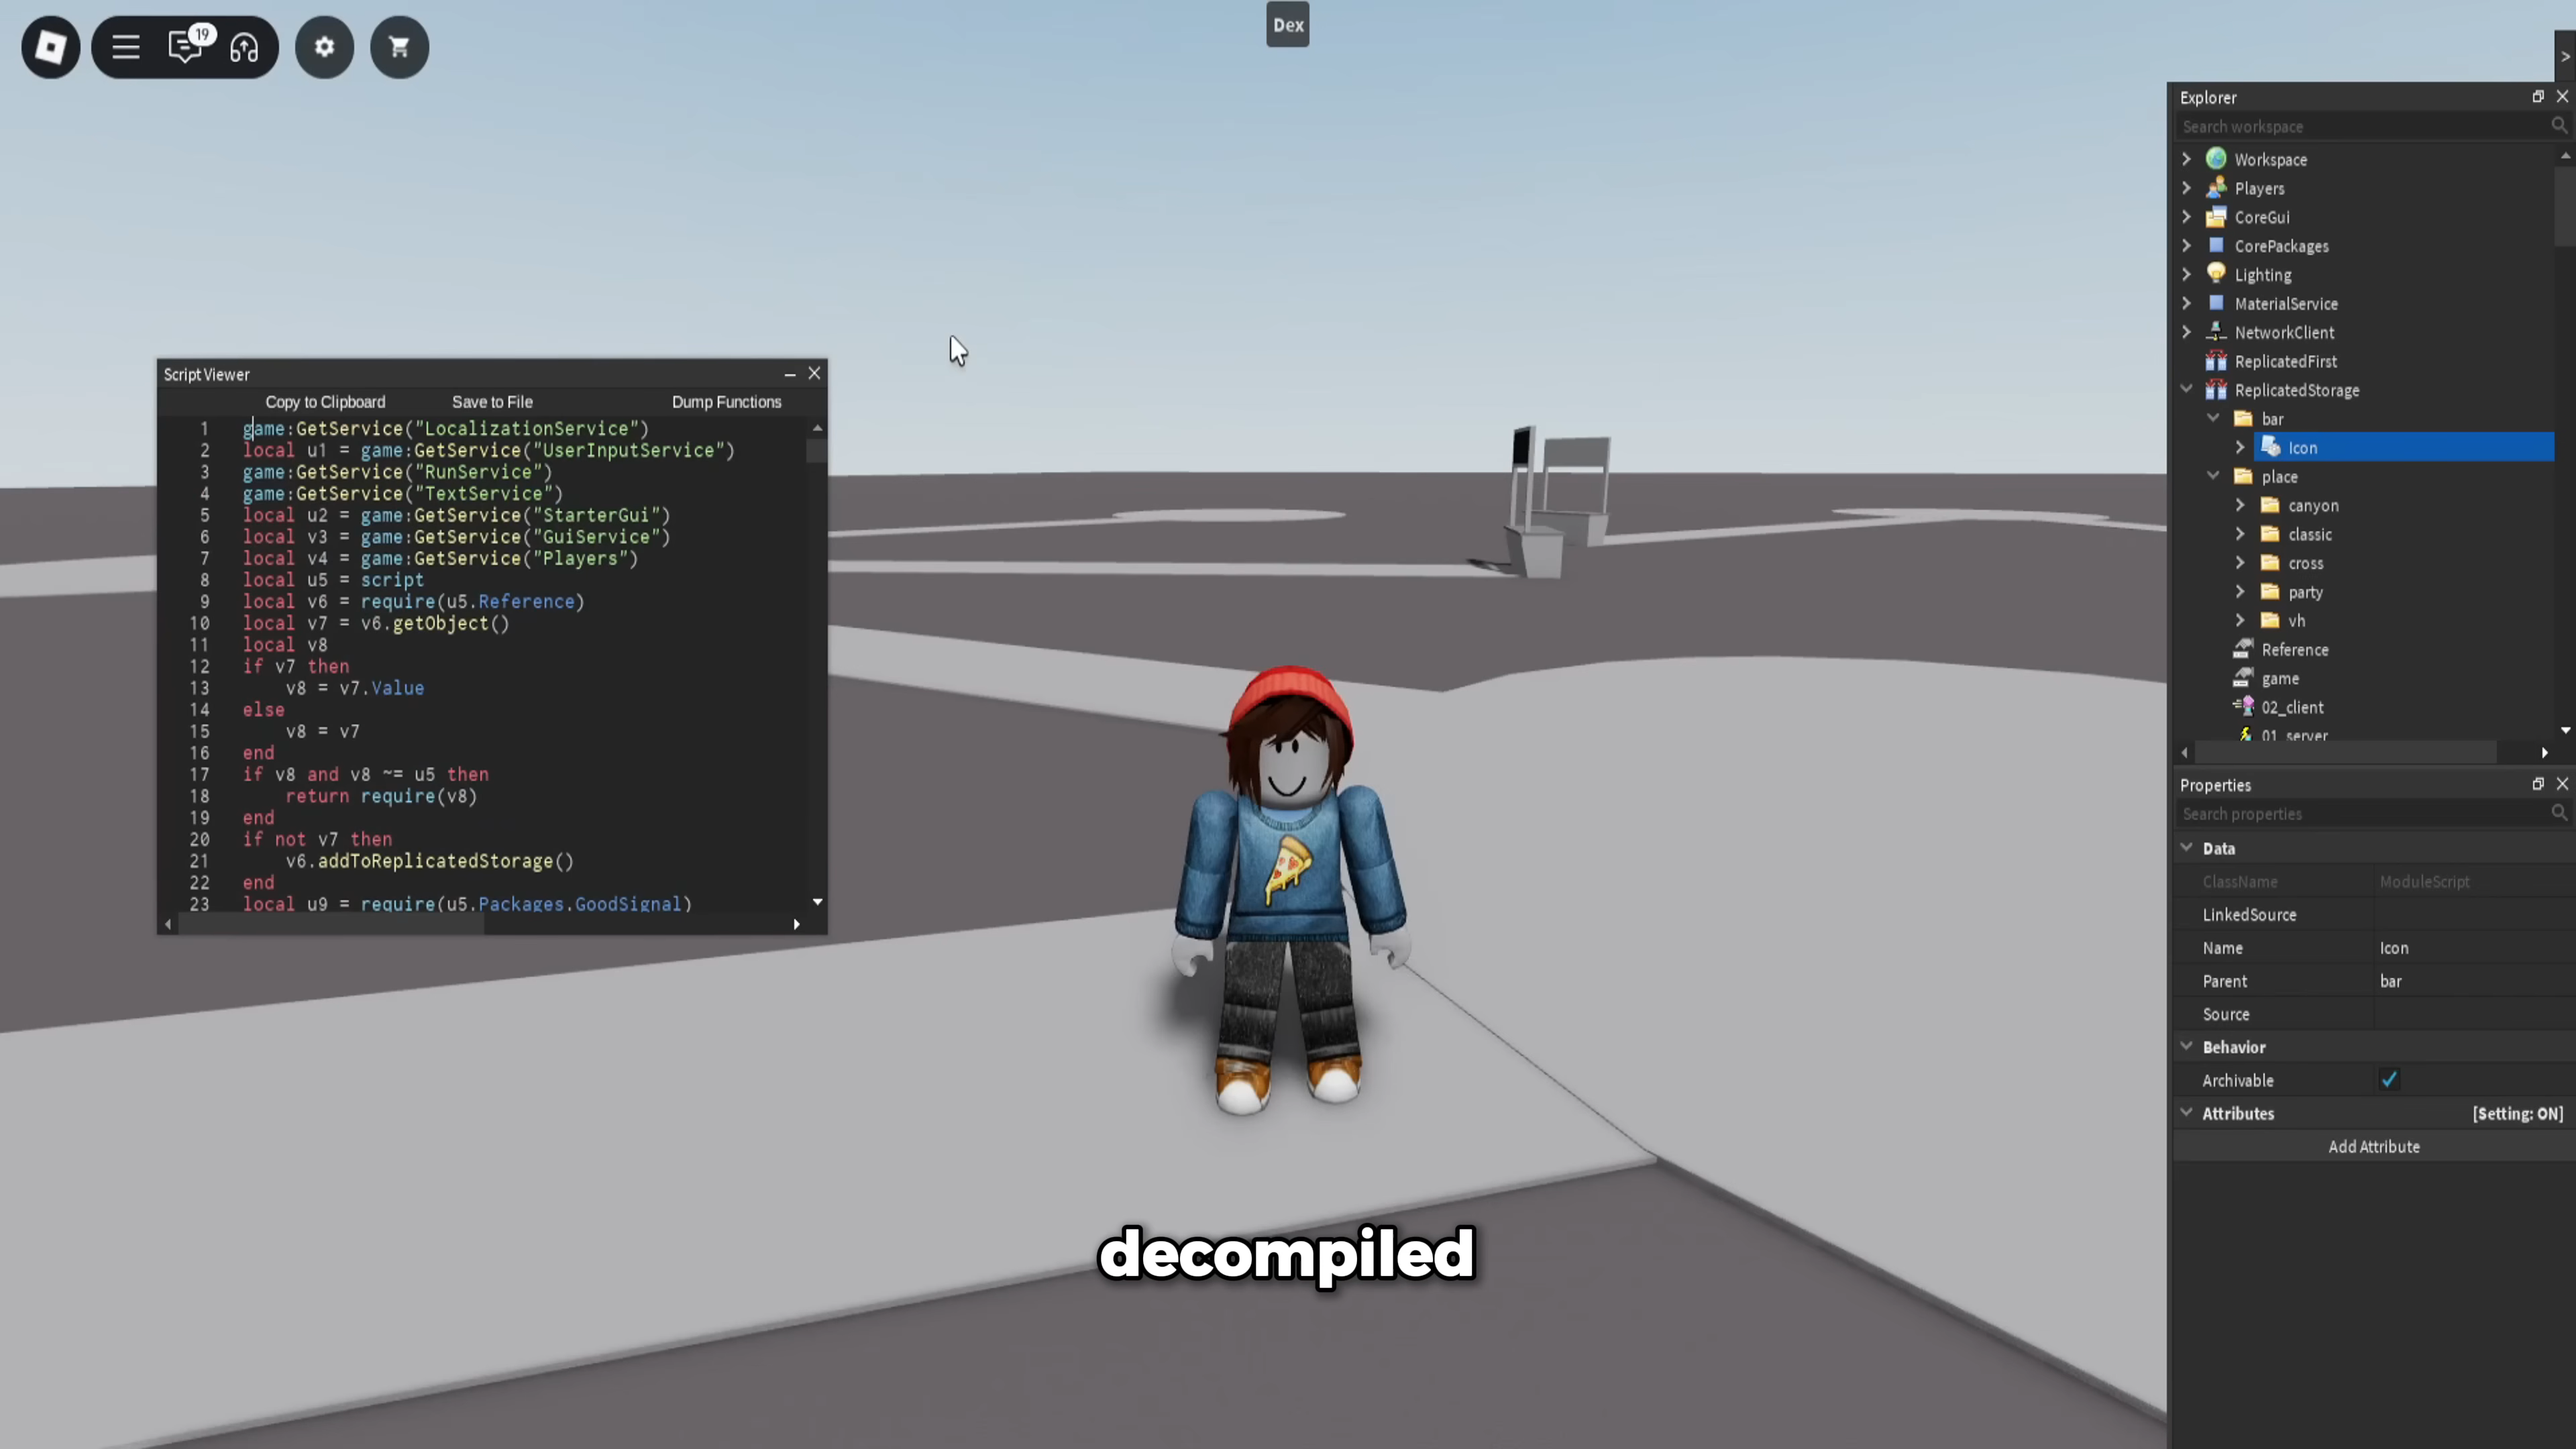 19
Dex
Script Viewer
Copy to Clipboard Save to File Dump Functions
1 game:GetService("LocalizationService")
2 local u1 = game:GetService("UserInputService")
3 game:GetService("RunService")
4 game:GetService("TextService")
5 local u2 = game:GetService("StarterGui")
6 local v3 = game:GetService("GuiService")
7 local v4 = game:GetService("Players")
8 local u5 = script
9 local v6 = require(u5.Reference)
10 local v7 = v6.getObject()
11 local v8
12 if v7 then
13 v8 = v7.Value
14 else
15 v8 = v7
16 end
17 if v8 and v8 ~= u5 then
18 return require(v8)
19 end
20 if not v7 then
21 v6.addToReplicatedStorage()
22 end
23 local u9 = require(u5.Packages.GoodSignal)
decompiled
Explorer
Search workspace
Workspace
Players
CoreGui
CorePackages
Lighting
MaterialService
NetworkClient
ReplicatedFirst
ReplicatedStorage
bar
Icon
place
canyon
classic
cross
party
vh
Reference
game
02_client
01_server
Properties
Search properties
Data
ClassName ModuleScript
LinkedSource
Name Icon
Parent bar
Source
Behavior
Archivable
Attributes [Setting: ON]
Add Attribute